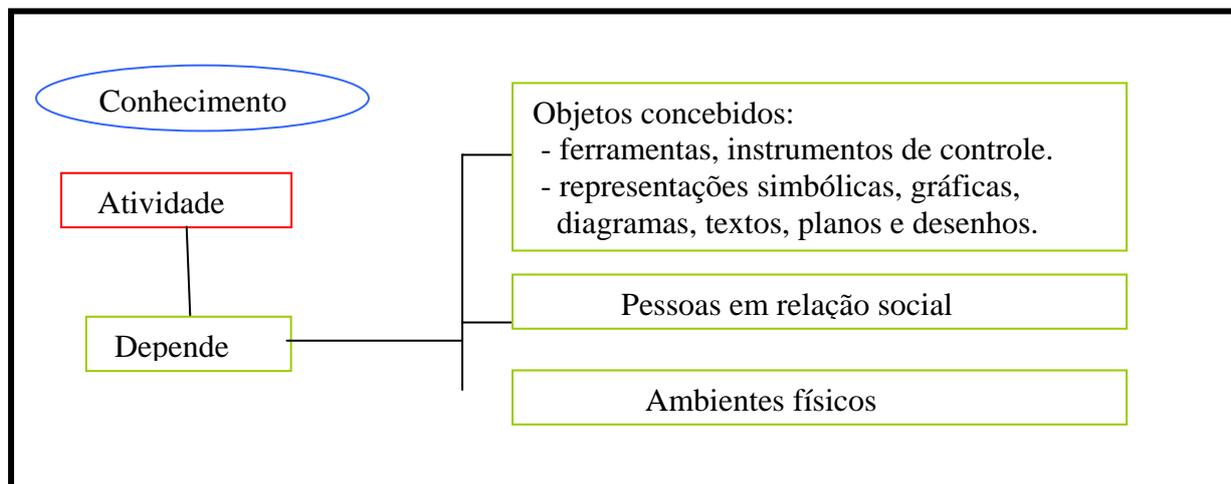 Conhecimento
Atividade
Depende
Objetos concebidos:
- ferramentas, instrumentos de controle.
- representações simbólicas, gráficas,
diagramas, textos, planos e desenhos.
Pessoas em relação social
Ambientes físicos